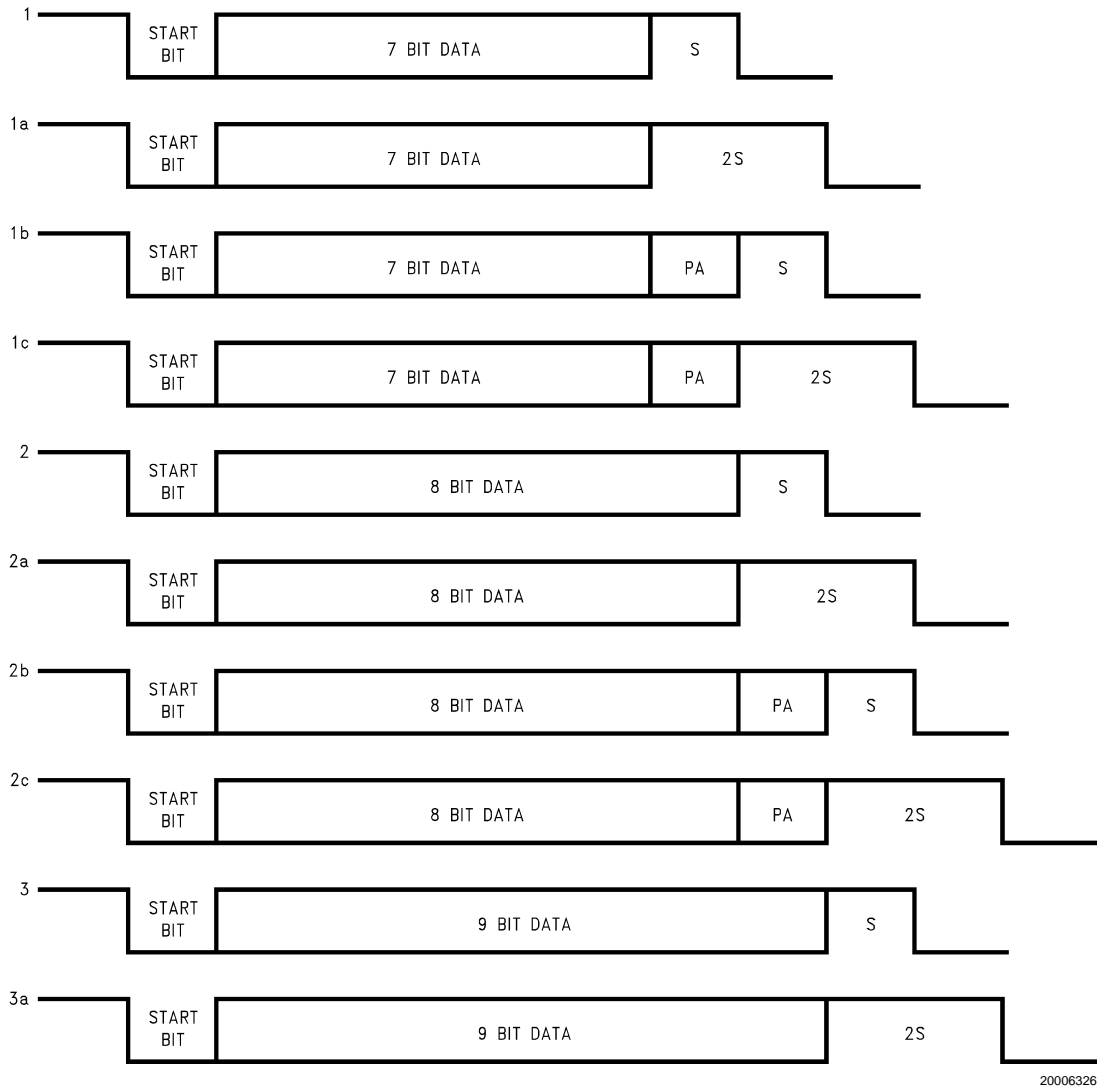 1 START BIT 7 BIT DATA S
1a START BIT 7 BIT DATA 2S
1b START BIT 7 BIT DATA PA S
1c START BIT 7 BIT DATA PA 2S
2 START BIT 8 BIT DATA S
2a START BIT 8 BIT DATA 2S
2b START BIT 8 BIT DATA PA S
2c START BIT 8 BIT DATA PA 2S
3 START BIT 9 BIT DATA S
3a START BIT 9 BIT DATA 2S
20006326